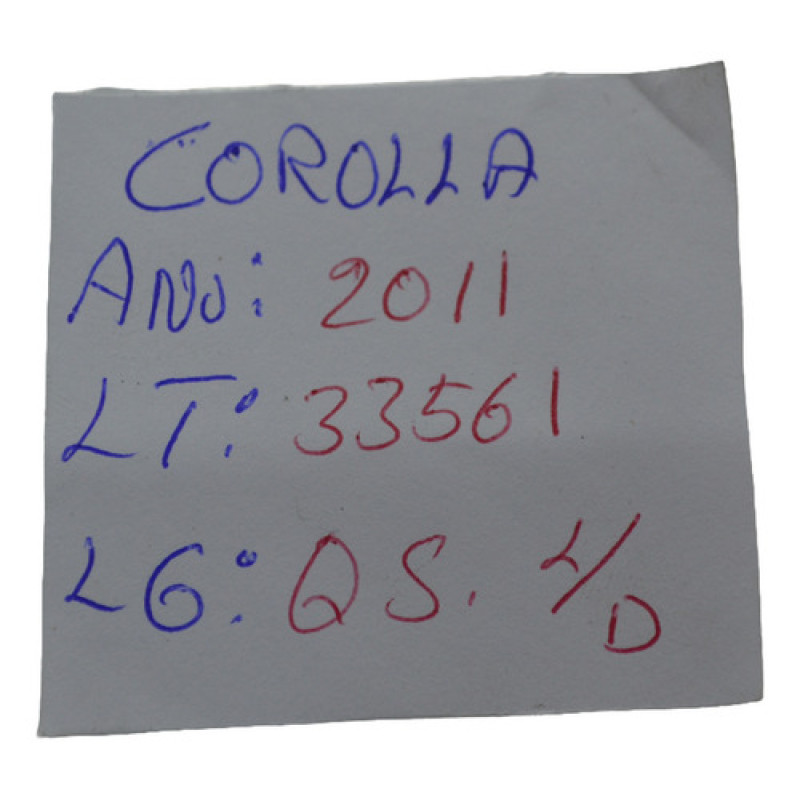 COROLLA
ANO: 2011
LT: 33561
LG: QS. L/D